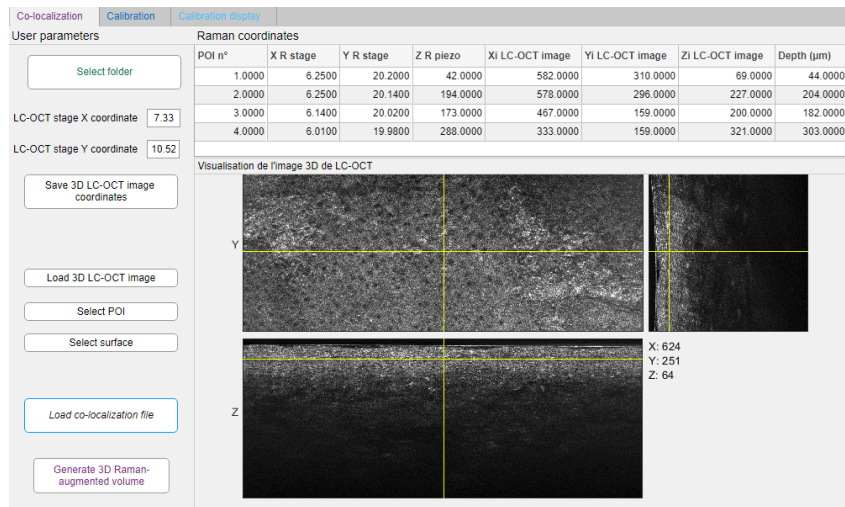 Co-localization Calibration Calibration display
User parameters Raman coordinates
POI n° X R stage Y R stage Z R piezo Xi LC-OCT image Yi LC-OCT image Zi LC-OCT image Depth (µm)
1.0000 6.2500 20.2000 42.0000 582.0000 310.0000 69.0000 44.0000
2.0000 6.2500 20.1400 194.0000 578.0000 296.0000 227.0000 204.0000
3.0000 6.1400 20.0200 173.0000 467.0000 159.0000 200.0000 182.0000
4.0000 6.0100 19.9800 288.0000 333.0000 159.0000 321.0000 303.0000
Select folder
LC-OCT stage X coordinate 7.33
LC-OCT stage Y coordinate 10.52
Visualisation de l'image 3D de LC-OCT
Save 3D LC-OCT image
coordinates
Y
Load 3D LC-OCT image
Select POI
Select surface
X: 624
Y: 251
Z: 64
Load co-localization file
Z
Generate 3D Raman-
augmented volume